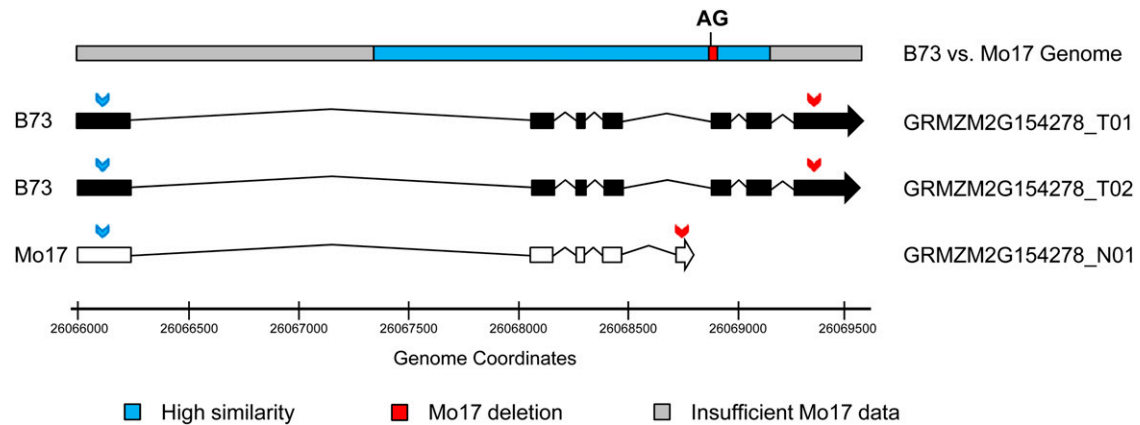 AG
B73 vs. Mo17 Genome
B73 GRMZM2G154278_T01
B73 GRMZM2G154278_T02
Mo17 GRMZM2G154278_N01
26066000 26066500 26067000 26067500 26068000 26068500 26069000 26069500
Genome Coordinates
High similarity Mo17 deletion Insufficient Mo17 data